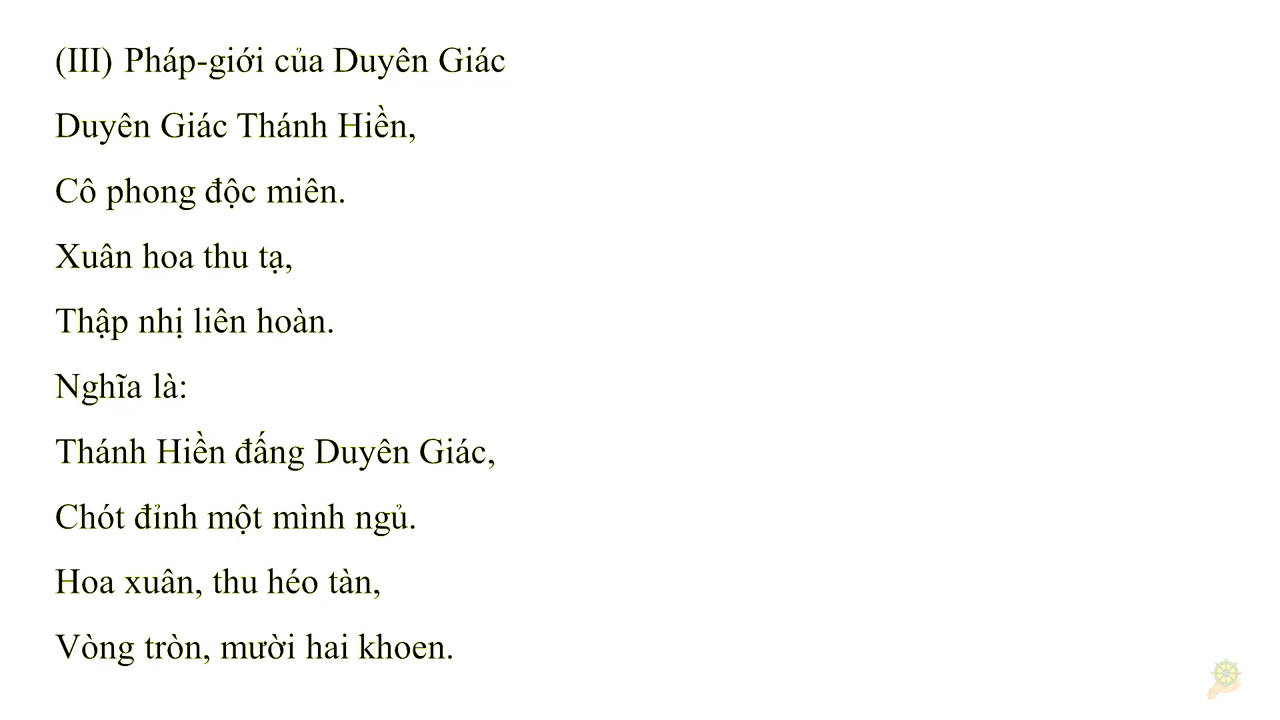 (III) Pháp-giới của Duyên Giác
Duyên Giác Thánh Hiền,
Cô phong độc miên.
Xuân hoa thu tạ,
Thập nhị liên hoàn.
Nghĩa là:
Thánh Hiền đấng Duyên Giác,
Chót đỉnh một mình ngủ.
Hoa xuân, thu héo tàn,
Vòng tròn, mười hai khoen.